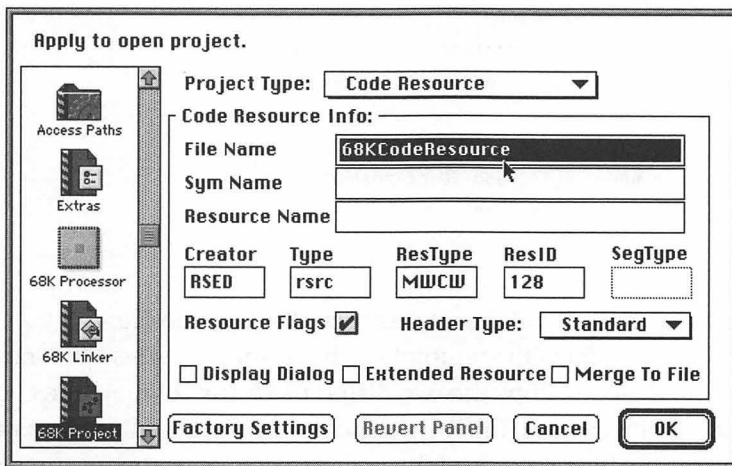 Apply to open project.
Access Paths
Extras
68K Processor
68K Linker
68K Project
Project Type: Code Resource
Code Resource Info:
File Name 68KCodeResource
Sym Name
Resource Name
Creator Type ResType ResID SegType
RSED rsrc MWCW 128
Resource Flags Header Type: Standard
Display Dialog Extended Resource Merge To File
Factory Settings Revert Panel Cancel OK